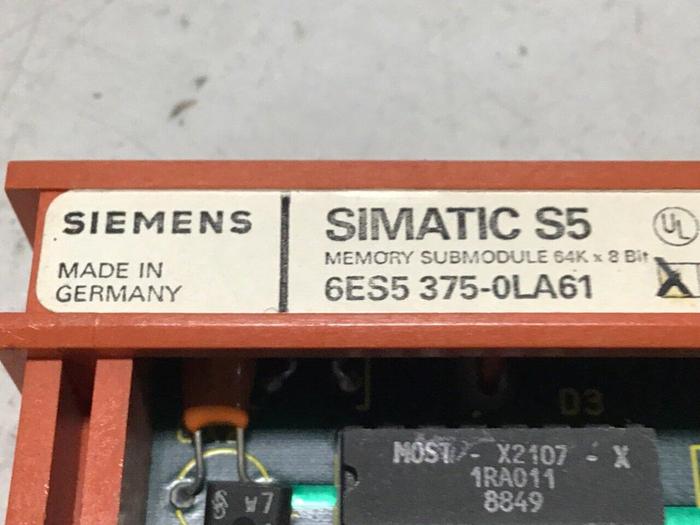 SIEMENS
MADE IN
GERMANY
SIMATIC S5
MEMORY SUBMODULE 64K x 8 Bit
6ES5 375-0LA61
UL
X
D3
MOST - X2107 - X
1RA011
8849
W7